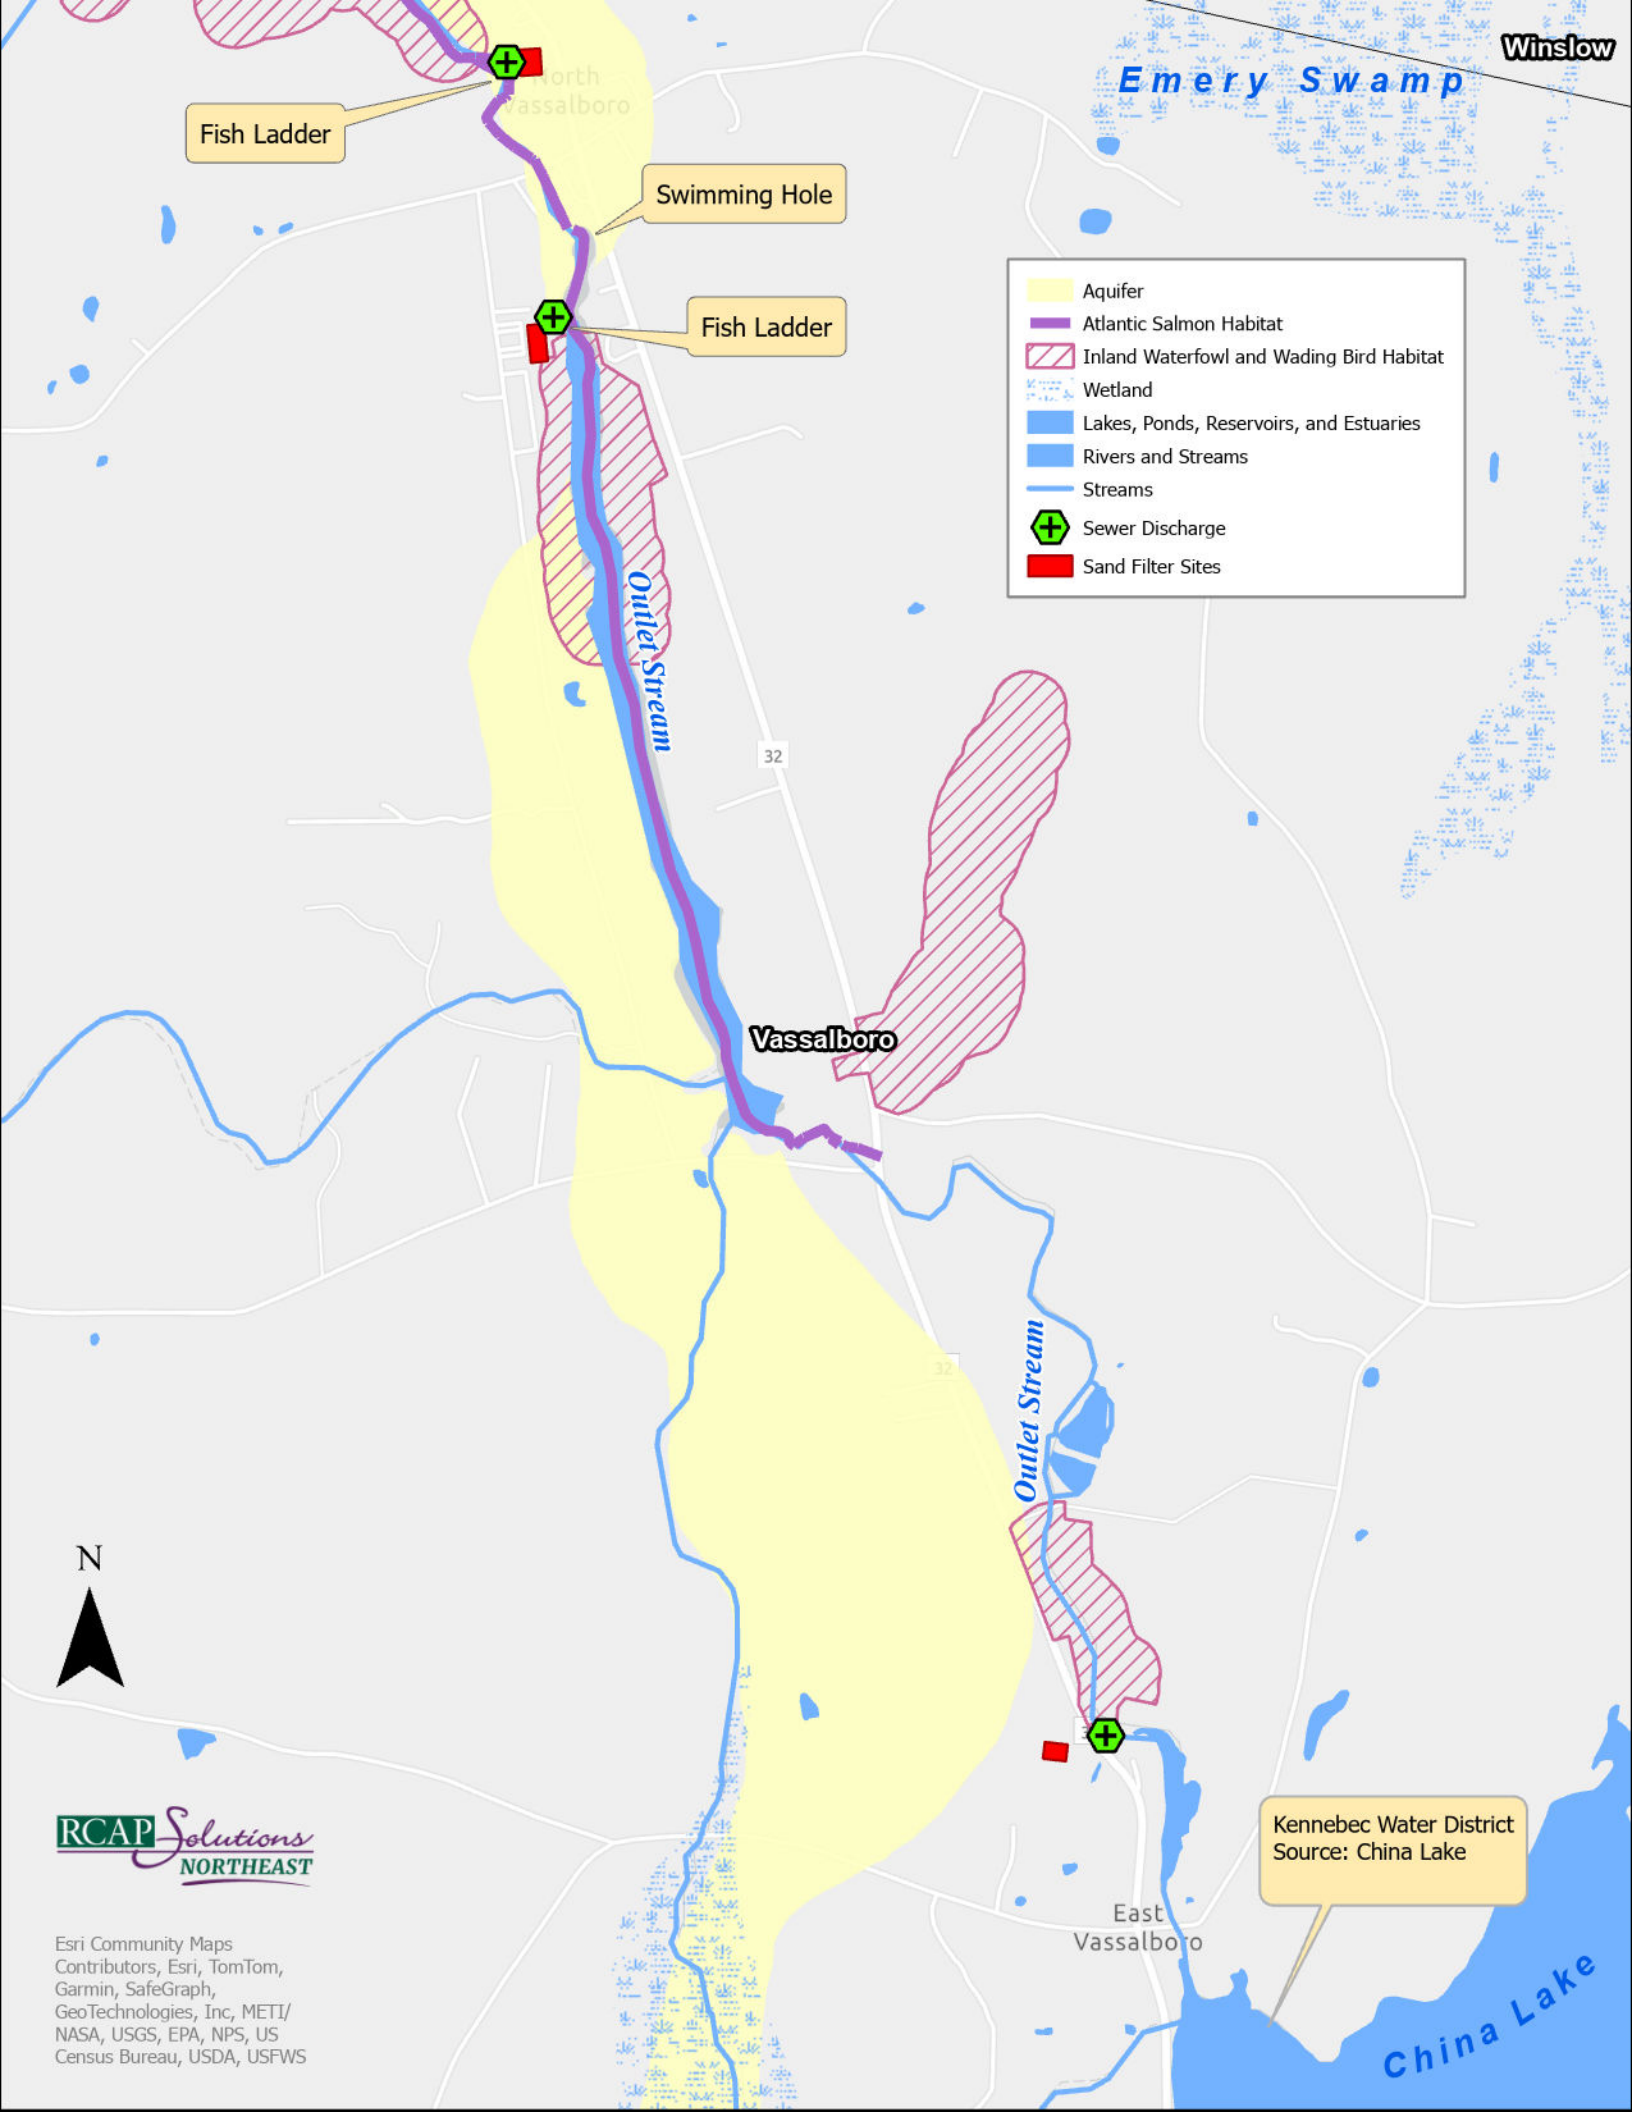 Winslow
Emery Swamp
North
Vassalboro
Fish Ladder
Swimming Hole
Fish Ladder
Aquifer
Atlantic Salmon Habitat
Inland Waterfowl and Wading Bird Habitat
Wetland
Lakes, Ponds, Reservoirs, and Estuaries
Rivers and Streams
Streams
Sewer Discharge
Sand Filter Sites
Outlet Stream
32
Vassalboro
32
Outlet Stream
N
Kennebec Water District
Source: China Lake
RCAP Solutions
NORTHEAST
East
Vassalboro
China Lake
Esri Community Maps
Contributors, Esri, TomTom,
Garmin, SafeGraph,
GeoTechnologies, Inc, METI/
NASA, USGS, EPA, NPS, US
Census Bureau, USDA, USFWS